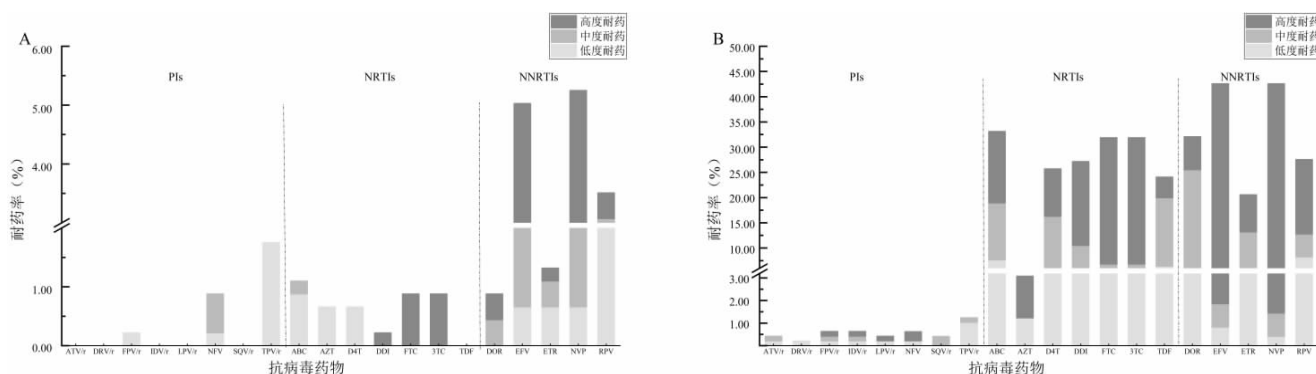 A
高度耐药
中度耐药
低度耐药
PIs
NRTIs
NNRTIs
6.00
5.00
4.00
1.00
0.00
耐药率（%）
ATV/r DRV/r FPV/r IDV/r LPV/r NFV SQV/r TPV/r ABC AZT D4T DDI FTC 3TC TDF DOR EFV ETR NVP RPV
抗病毒药物
B
高度耐药
中度耐药
低度耐药
PIs
NRTIs
NNRTIs
50.00
45.00
40.00
35.00
30.00
25.00
20.00
15.00
10.00
3.00
2.00
1.00
耐药率（%）
ATV/r DRV/r FPV/r IDV/r LPV/r NFV SQV/r TPV/r ABC AZT D4T DDI FTC 3TC TDF DOR EFV ETR NVP RPV
抗病毒药物